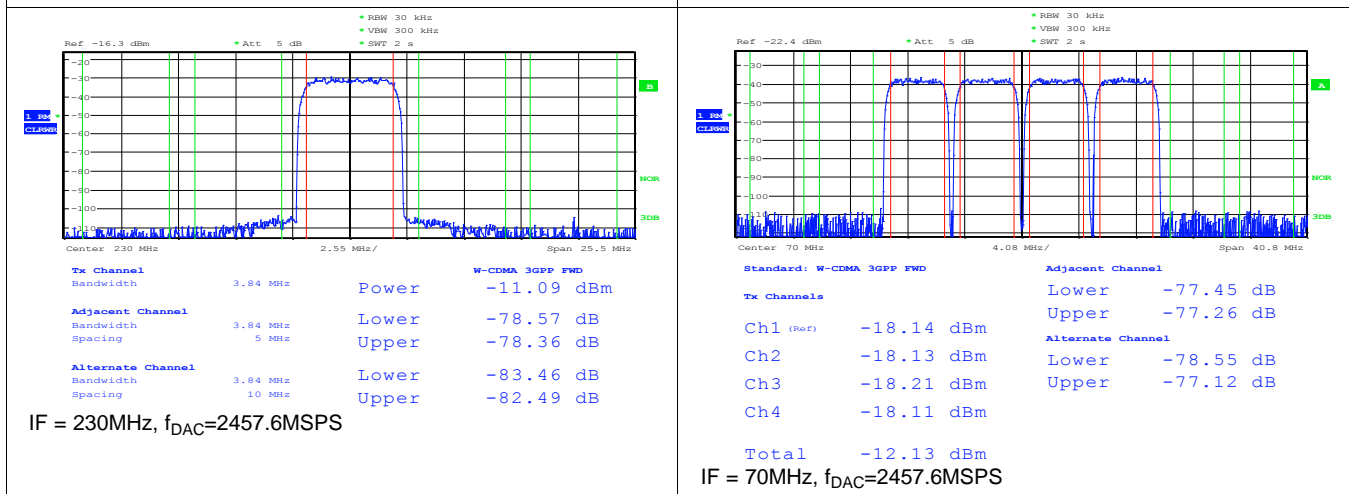 * RBW 30 kHz
* VBW 300 kHz
Ref -16.3 dBm * Att 5 dB * SWT 2 s
-20
-30
-40
-50
-60
-70
-80
-90
-100
-110
B
1 RM *
CLRWR
NOR
3DB
Center 230 MHz 2.55 MHz/ Span 25.5 MHz
Tx Channel W-CDMA 3GPP FWD
Bandwidth 3.84 MHz Power -11.09 dBm
Adjacent Channel
Bandwidth 3.84 MHz Lower -78.57 dB
Spacing 5 MHz Upper -78.36 dB
Alternate Channel
Bandwidth 3.84 MHz Lower -83.46 dB
Spacing 10 MHz Upper -82.49 dB
IF = 230MHz, fDAC=2457.6MSPS
* RBW 30 kHz
* VBW 300 kHz
Ref -22.4 dBm * Att 5 dB * SWT 2 s
-30
-40
-50
-60
-70
-80
-90
-100
-110
A
1 RM *
CLRWR
NOR
3DB
Center 70 MHz 4.08 MHz/ Span 40.8 MHz
Standard: W-CDMA 3GPP FWD Adjacent Channel
Lower -77.45 dB
Tx Channels Upper -77.26 dB
Ch1 (Ref) -18.14 dBm Alternate Channel
Ch2 -18.13 dBm Lower -78.55 dB
Ch3 -18.21 dBm Upper -77.12 dB
Ch4 -18.11 dBm
Total -12.13 dBm
IF = 70MHz, fDAC=2457.6MSPS